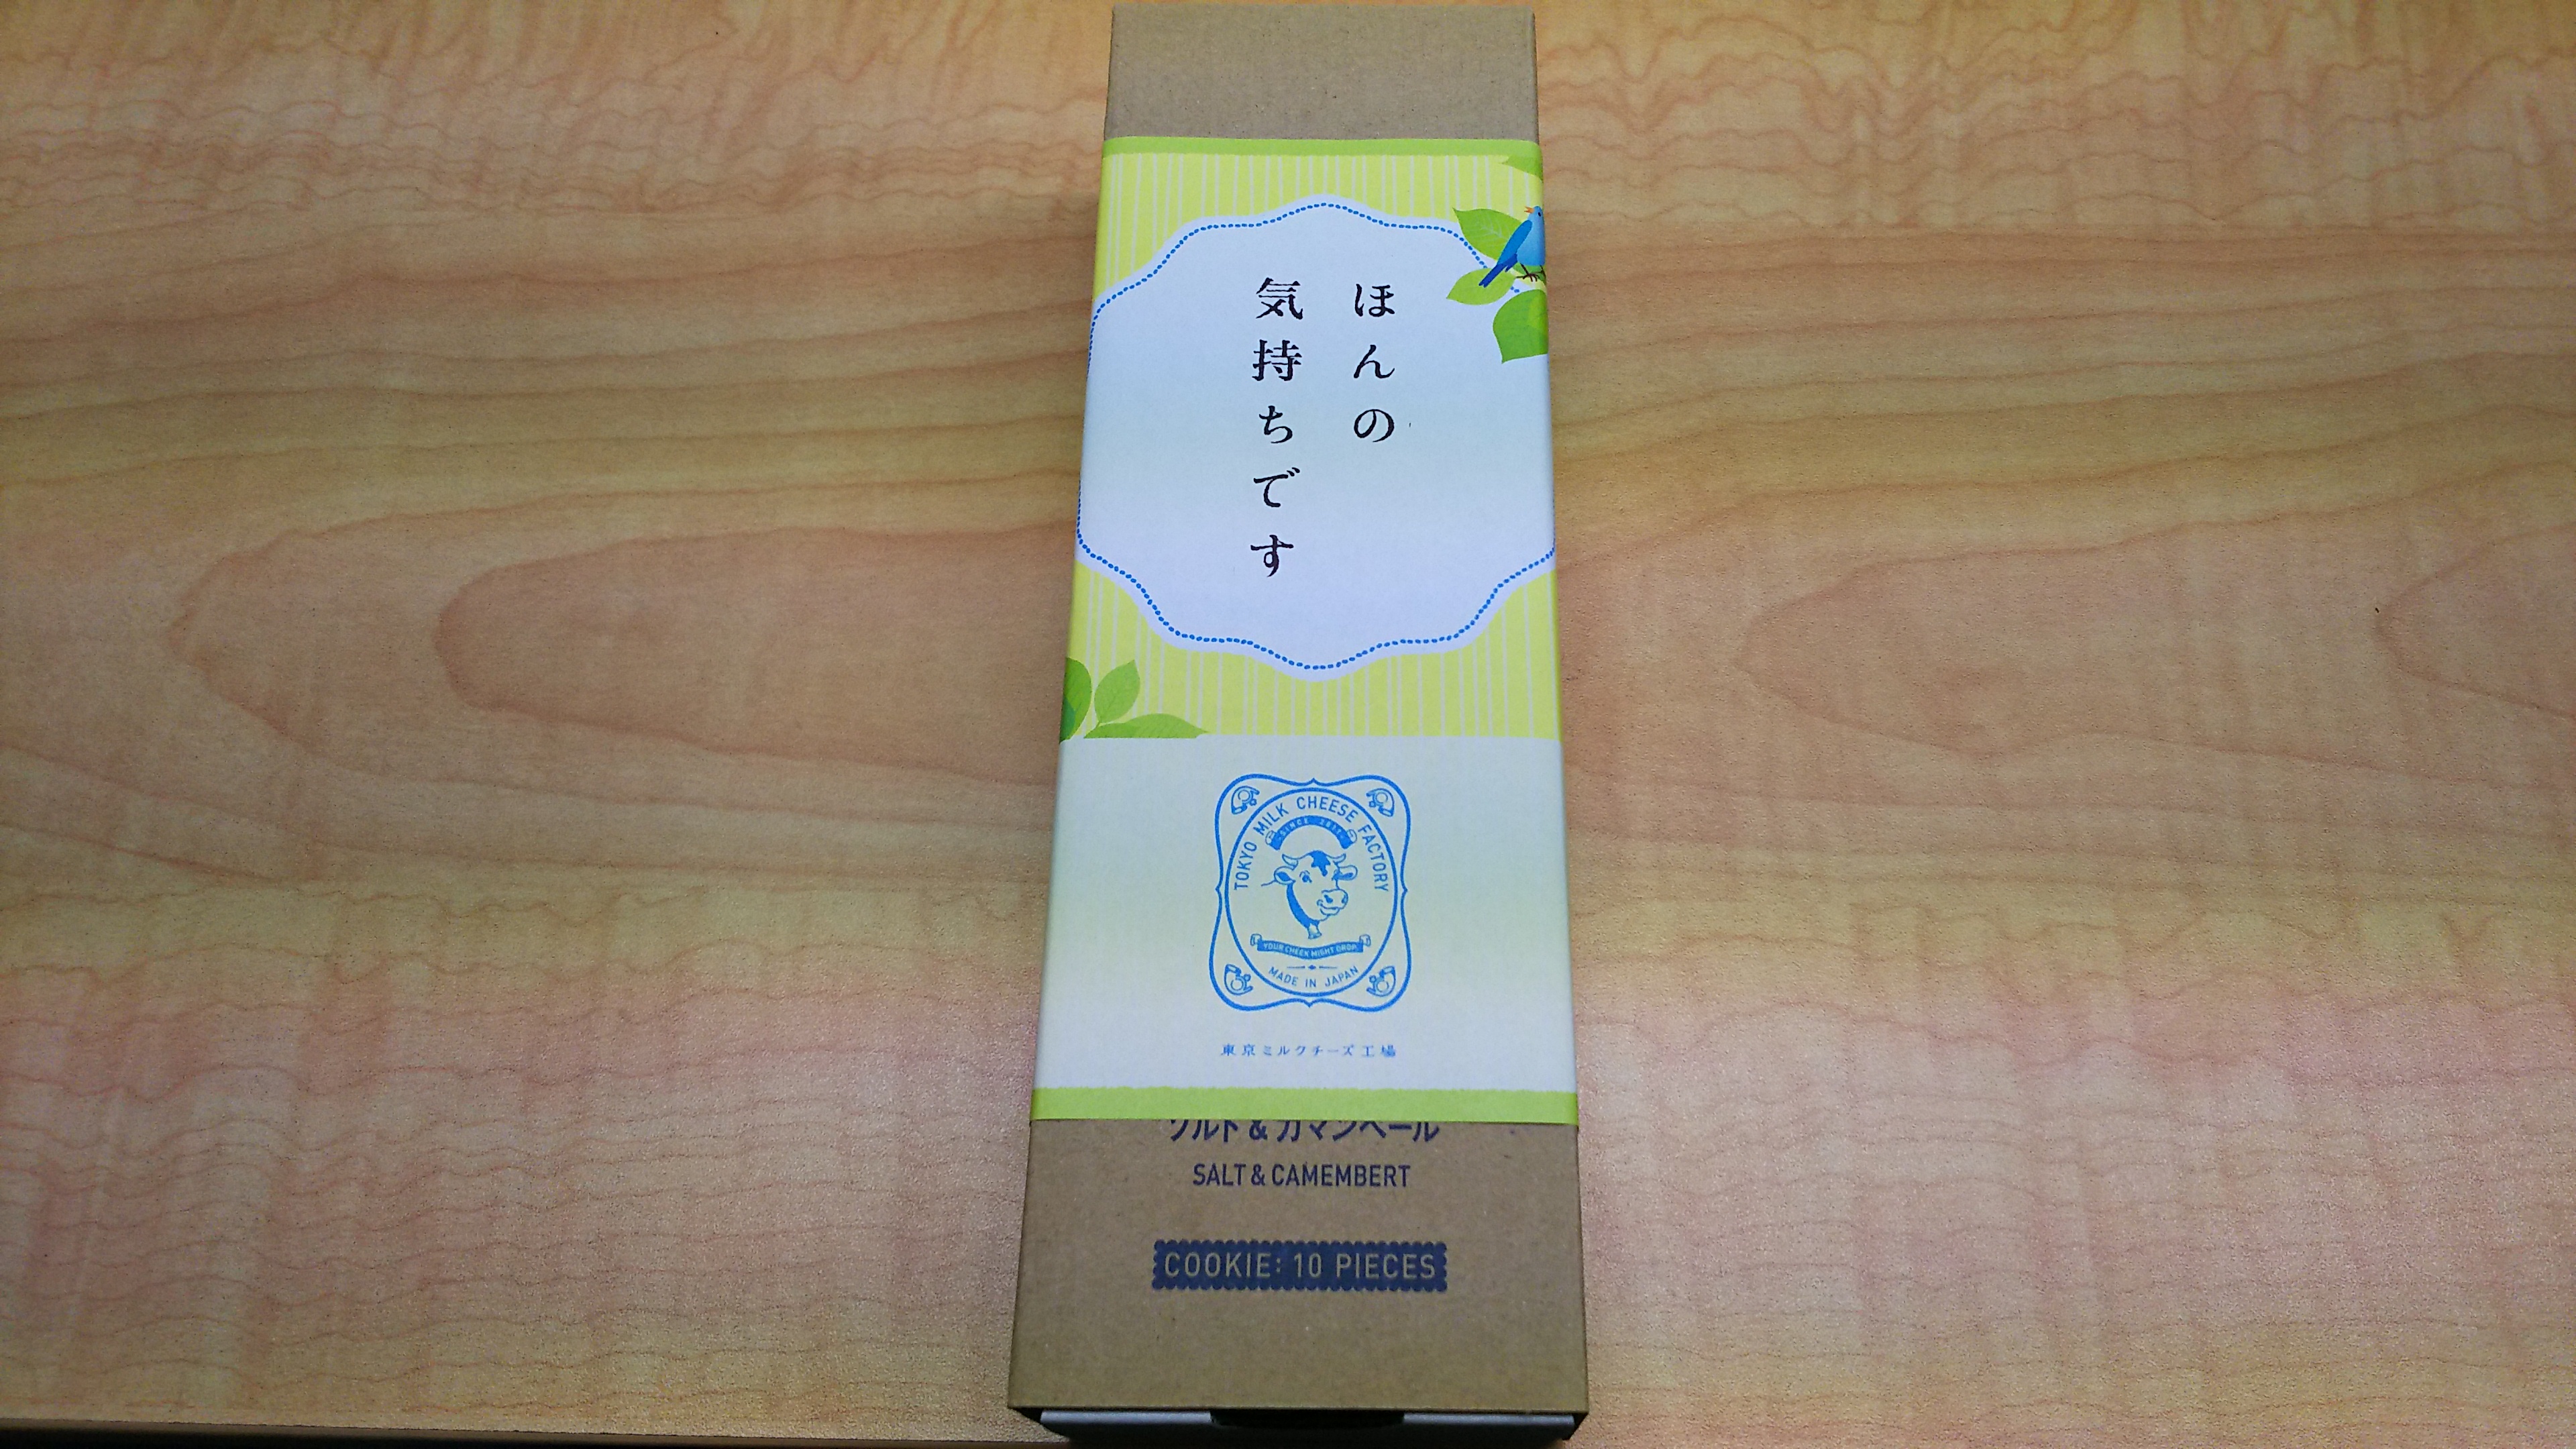 ほんの
気持ちです
TOKYO MILK CHEESE FACTORY
YOUR CHEEK MIGHT DROP.
MADE IN JAPAN
東京ミルクチーズ工場
ソルト&カマンベール
SALT & CAMEMBERT
COOKIE: 10 PIECES